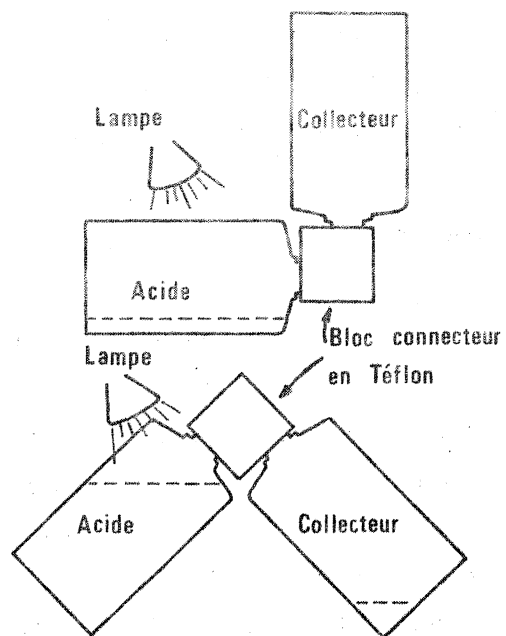 Collecteur
Lampe
Acide
Bloc connecteur
en Téflon
Lampe
Acide
Collecteur